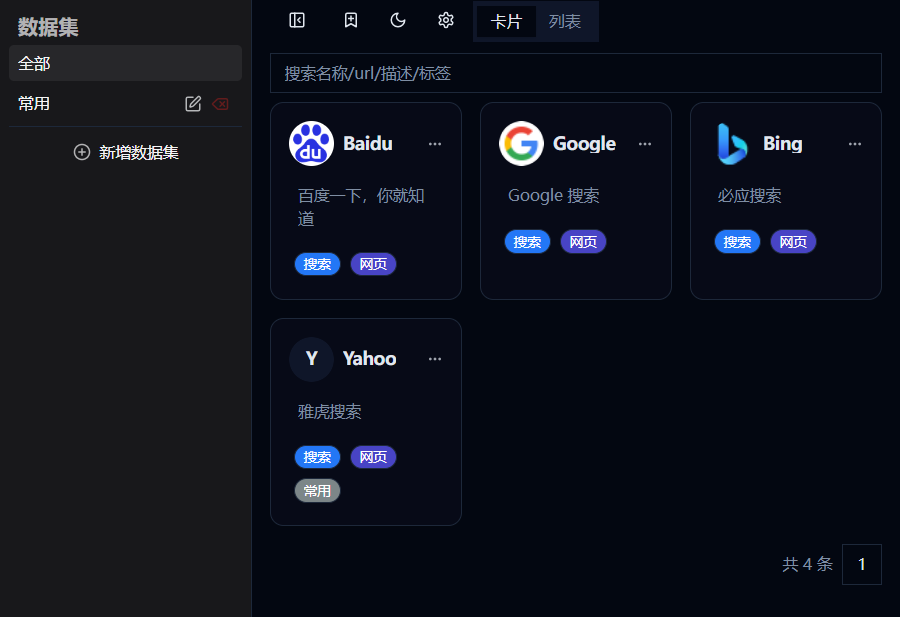 数据集
全部
常用
新增数据集
卡片 列表
搜索名称/url/描述/标签
Baidu
百度一下，你就知
道
搜索 网页
Google
Google 搜索
搜索 网页
Bing
必应搜索
搜索 网页
Y Yahoo
雅虎搜索
搜索 网页
常用
共 4 条 1